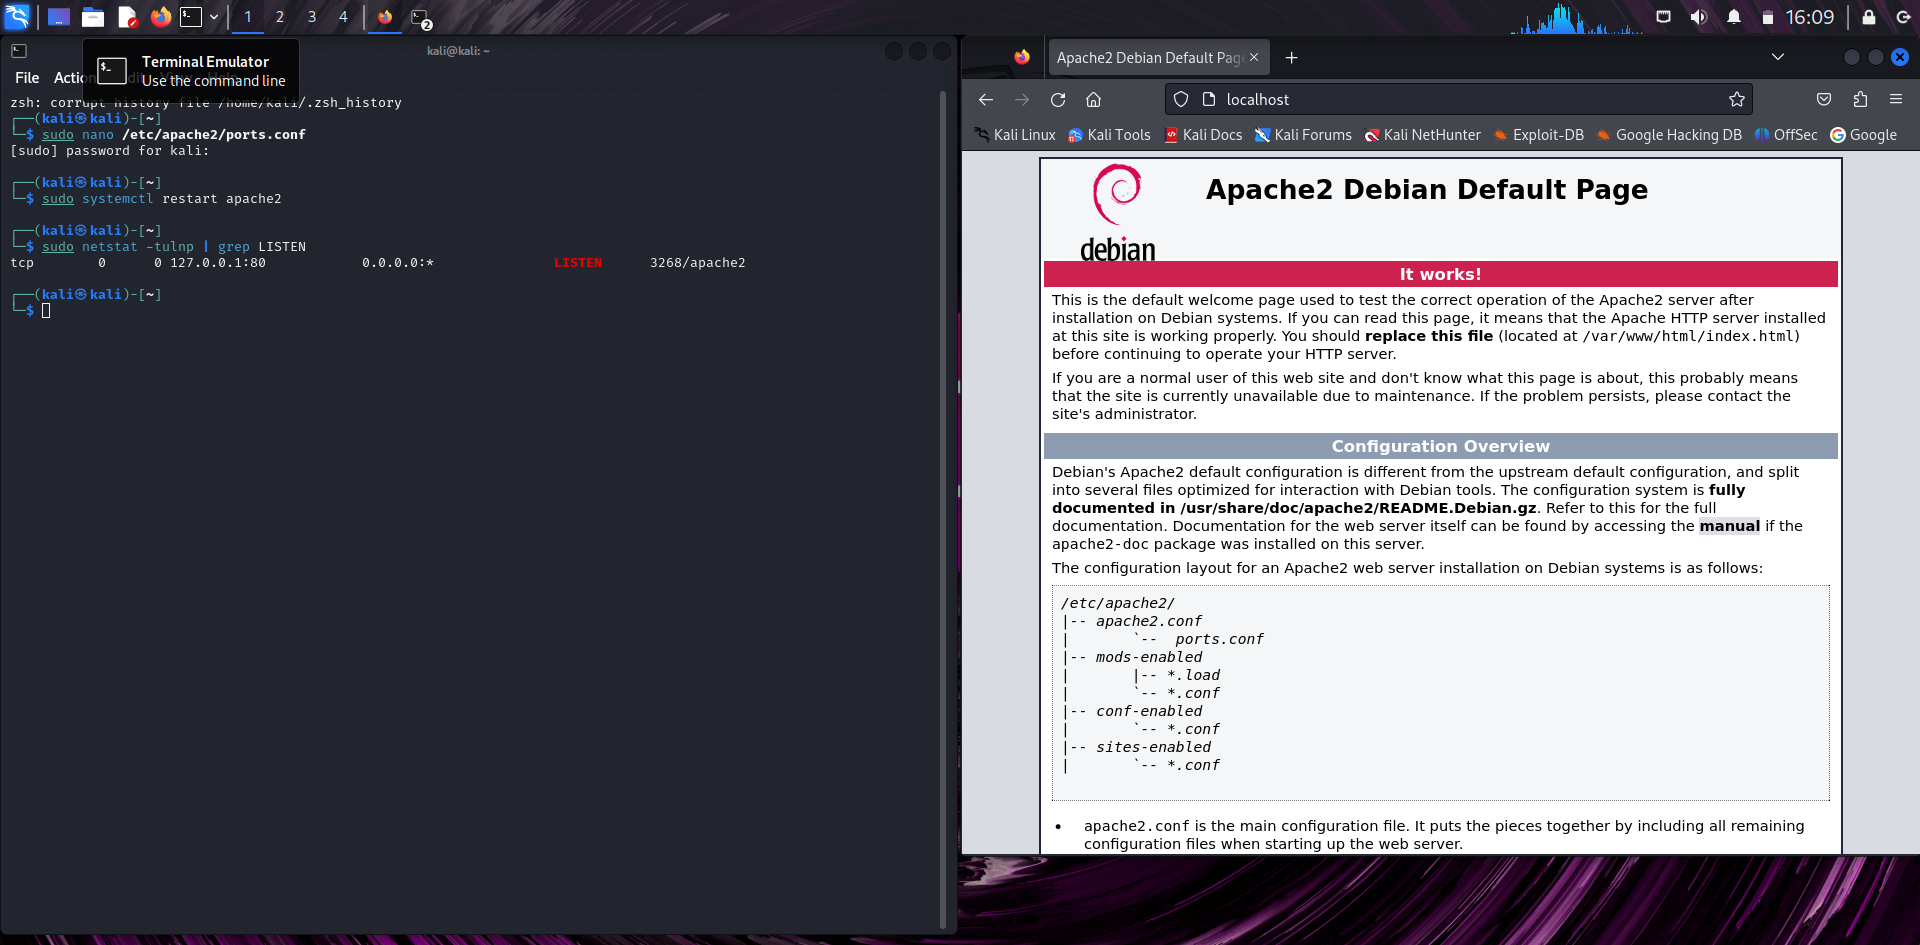 1 2 3 4 2 16:09
kali@kali: ~
Terminal Emulator
Use the command line
File Action Edit View Help
zsh: corrupt history file /home/kali/.zsh_history
┌──(kali㉿kali)-[~]
└─$ sudo nano /etc/apache2/ports.conf
[sudo] password for kali:
┌──(kali㉿kali)-[~]
└─$ sudo systemctl restart apache2
┌──(kali㉿kali)-[~]
└─$ sudo netstat -tulnp | grep LISTEN
tcp        0      0 127.0.0.1:80            0.0.0.0:*               LISTEN      3268/apache2
┌──(kali㉿kali)-[~]
└─$
Apache2 Debian Default Page
localhost
Kali Linux Kali Tools Kali Docs Kali Forums Kali NetHunter Exploit-DB Google Hacking DB OffSec Google
Apache2 Debian Default Page
debian
It works!
This is the default welcome page used to test the correct operation of the Apache2 server after
installation on Debian systems. If you can read this page, it means that the Apache HTTP server installed
at this site is working properly. You should replace this file (located at /var/www/html/index.html)
before continuing to operate your HTTP server.
If you are a normal user of this web site and don't know what this page is about, this probably means
that the site is currently unavailable due to maintenance. If the problem persists, please contact the
site's administrator.
Configuration Overview
Debian's Apache2 default configuration is different from the upstream default configuration, and split
into several files optimized for interaction with Debian tools. The configuration system is fully
documented in /usr/share/doc/apache2/README.Debian.gz. Refer to this for the full
documentation. Documentation for the web server itself can be found by accessing the manual if the
apache2-doc package was installed on this server.
The configuration layout for an Apache2 web server installation on Debian systems is as follows:
/etc/apache2/
|-- apache2.conf
|       `--  ports.conf
|-- mods-enabled
|       |-- *.load
|       `-- *.conf
|-- conf-enabled
|       `-- *.conf
|-- sites-enabled
|       `-- *.conf
• apache2.conf is the main configuration file. It puts the pieces together by including all remaining
configuration files when starting up the web server.